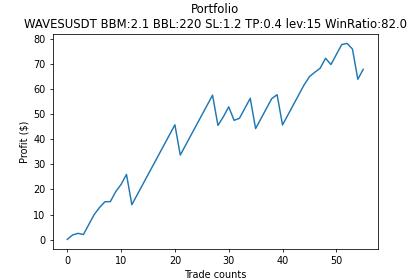 Portfolio
WAVESUSDT BBM:2.1 BBL:220 SL:1.2 TP:0.4 lev:15 WinRatio:82.0
80
70
60
50
40
30
20
10
0
Profit ($)
0 10 20 30 40 50
Trade counts